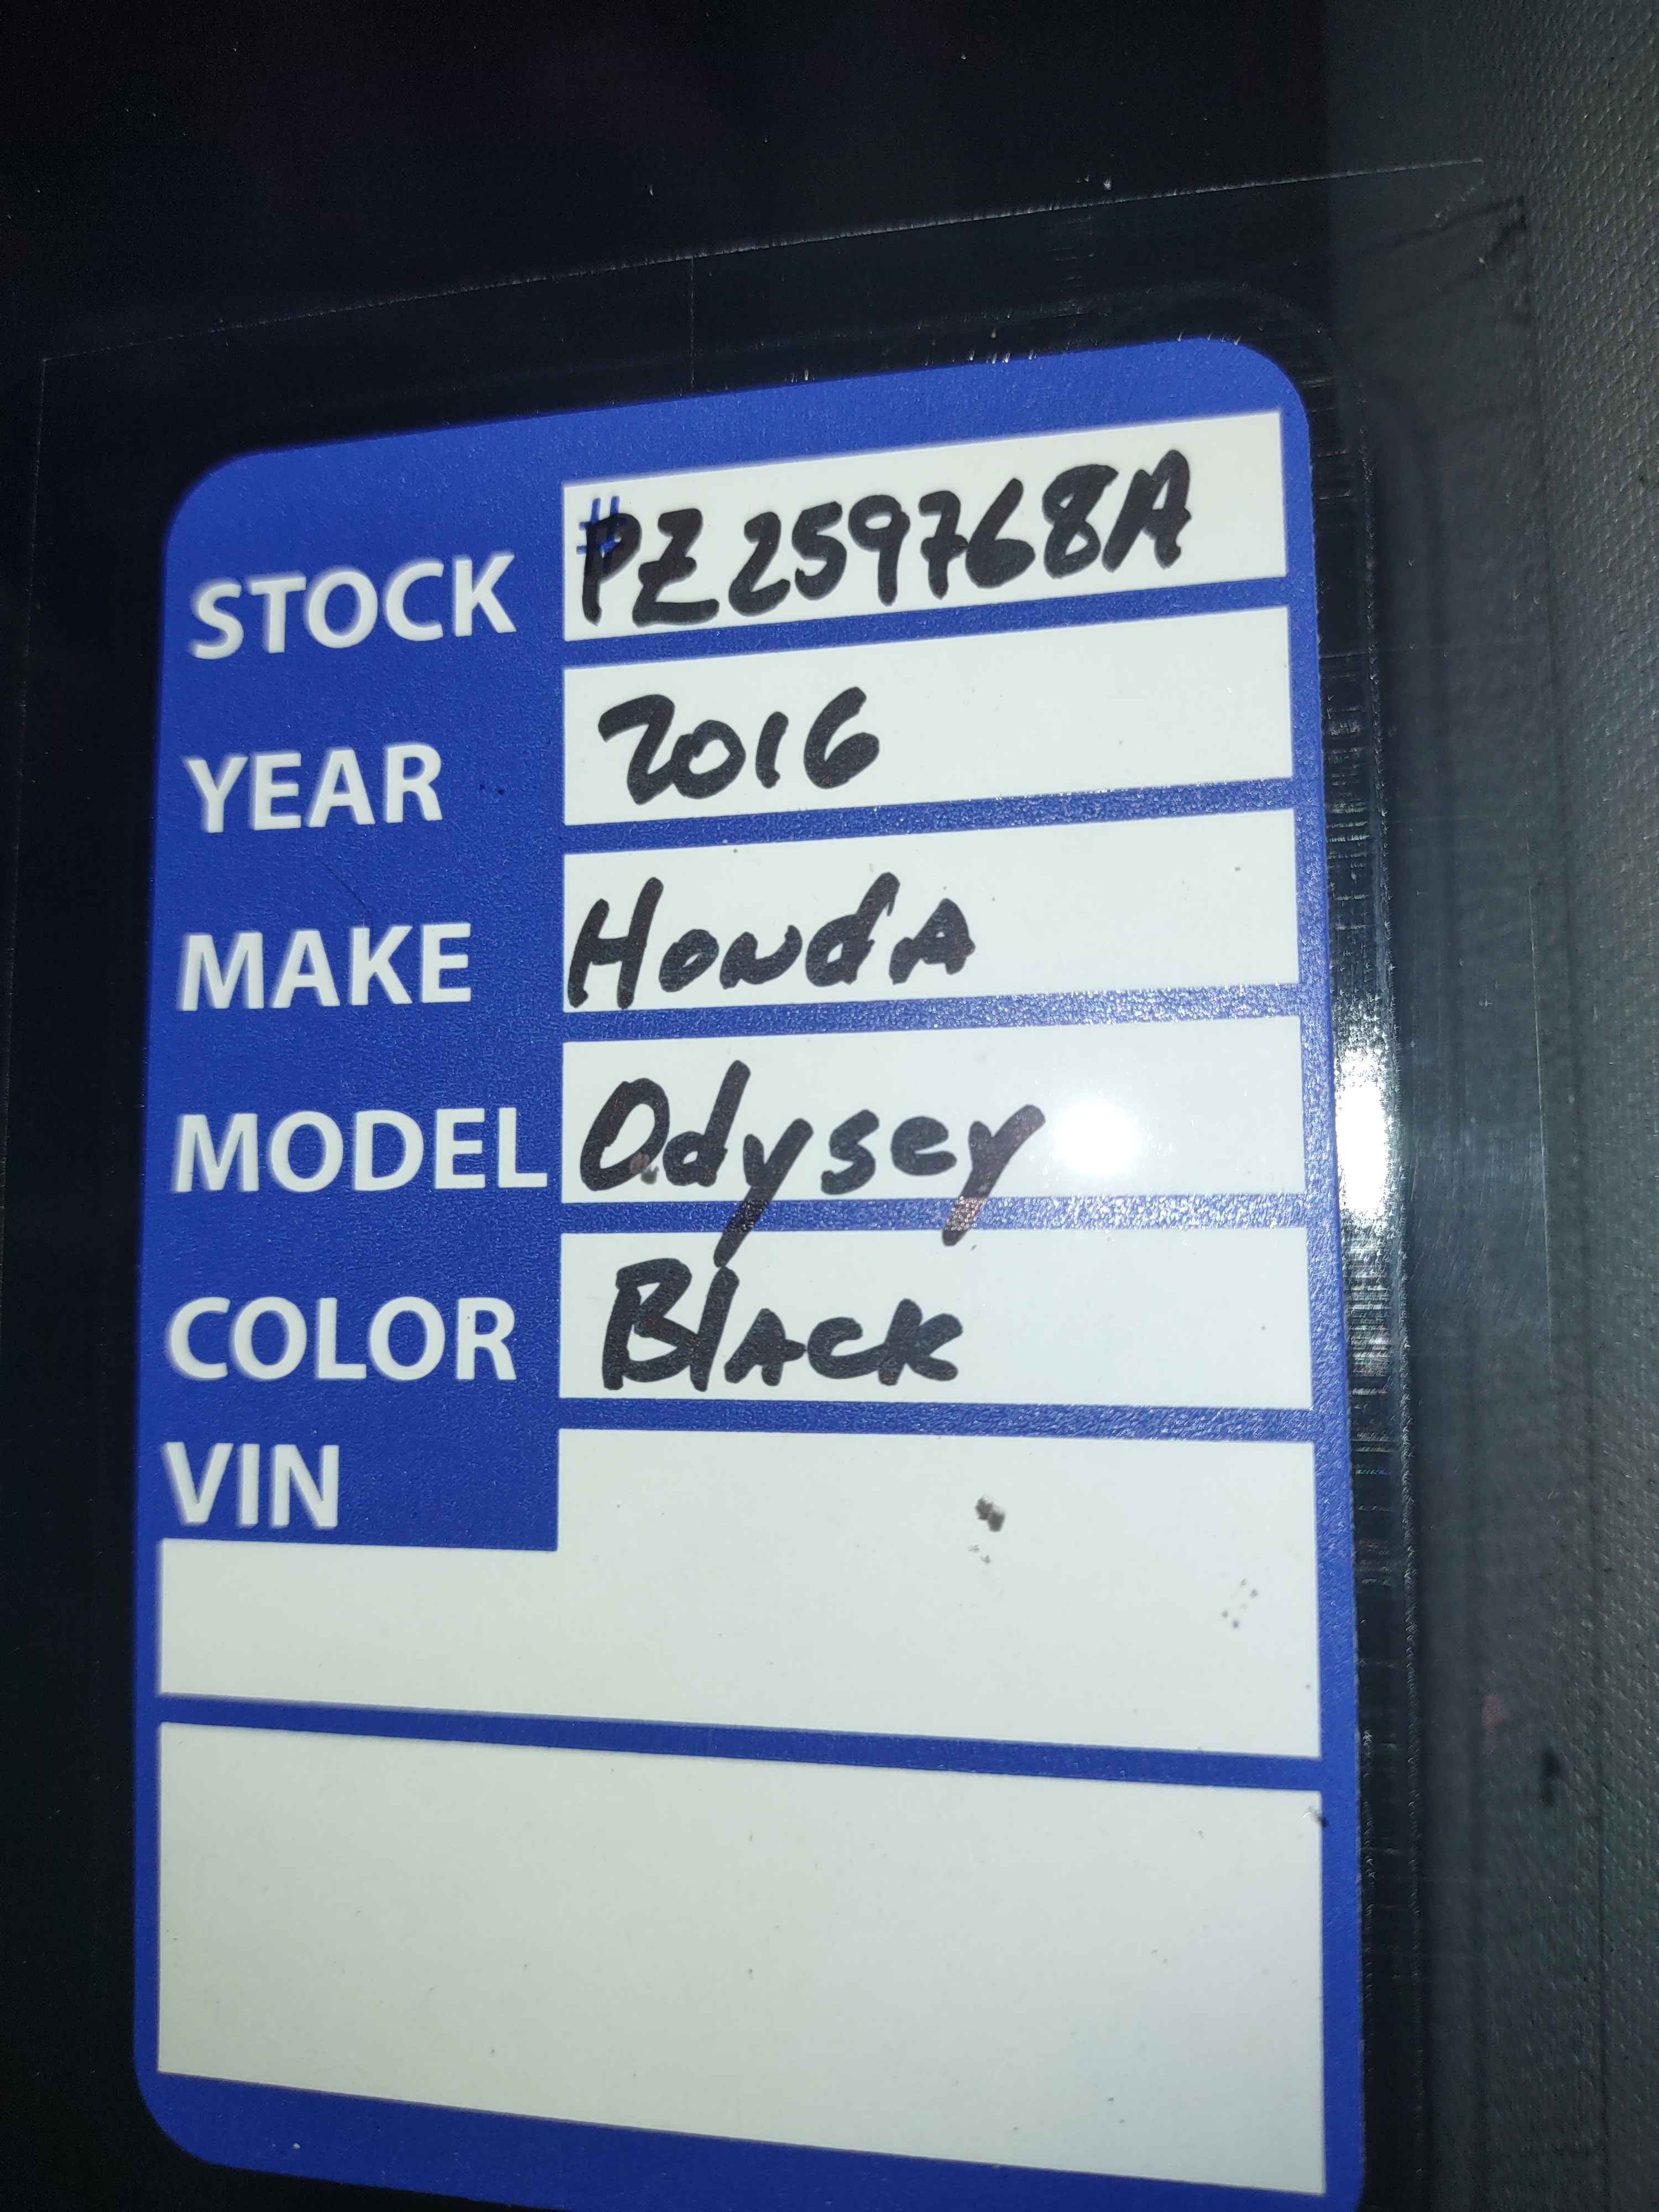 STOCK #PZ259768A
YEAR 2016
MAKE HondA
MODEL Odysey
COLOR BlAck
VIN